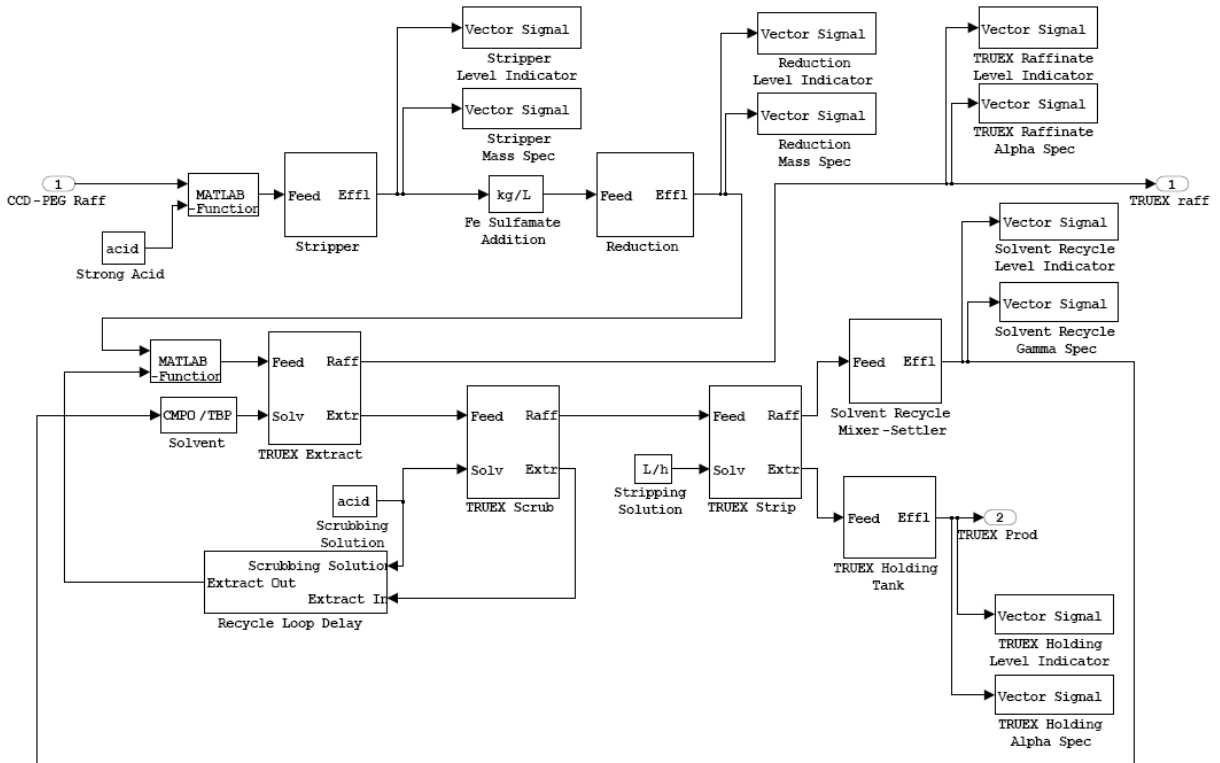 Vector Signal
Stripper
Level Indicator
Vector Signal
Stripper
Mass Spec
Vector Signal
Reduction
Level Indicator
Vector Signal
Reduction
Mass Spec
Vector Signal
TRUEX Raffinate
Level Indicator
Vector Signal
TRUEX Raffinate
Alpha Spec
1
CCD-PEG Raff
MATLAB
-Function
acid
Strong Acid
Feed Effl
Stripper
kg/L
Fe Sulfamate
Addition
Feed Effl
Reduction
1
TRUEX raff
Vector Signal
Solvent Recycle
Level Indicator
Vector Signal
Solvent Recycle
Gamma Spec
MATLAB
-Function
CMPO/TBP
Solvent
Feed Raff
Solv Extr
TRUEX Extract
Feed Raff
Solv Extr
TRUEX Scrub
acid
Scrubbing
Solution
Scrubbing Solution
Extract Out
Extract In
Recycle Loop Delay
L/h
Stripping
Solution
Feed Raff
Solv Extr
TRUEX Strip
Feed Effl
Solvent Recycle
Mixer-Settler
Feed Effl
TRUEX Holding
Tank
2
TRUEX Prod
Vector Signal
TRUEX Holding
Level Indicator
Vector Signal
TRUEX Holding
Alpha Spec